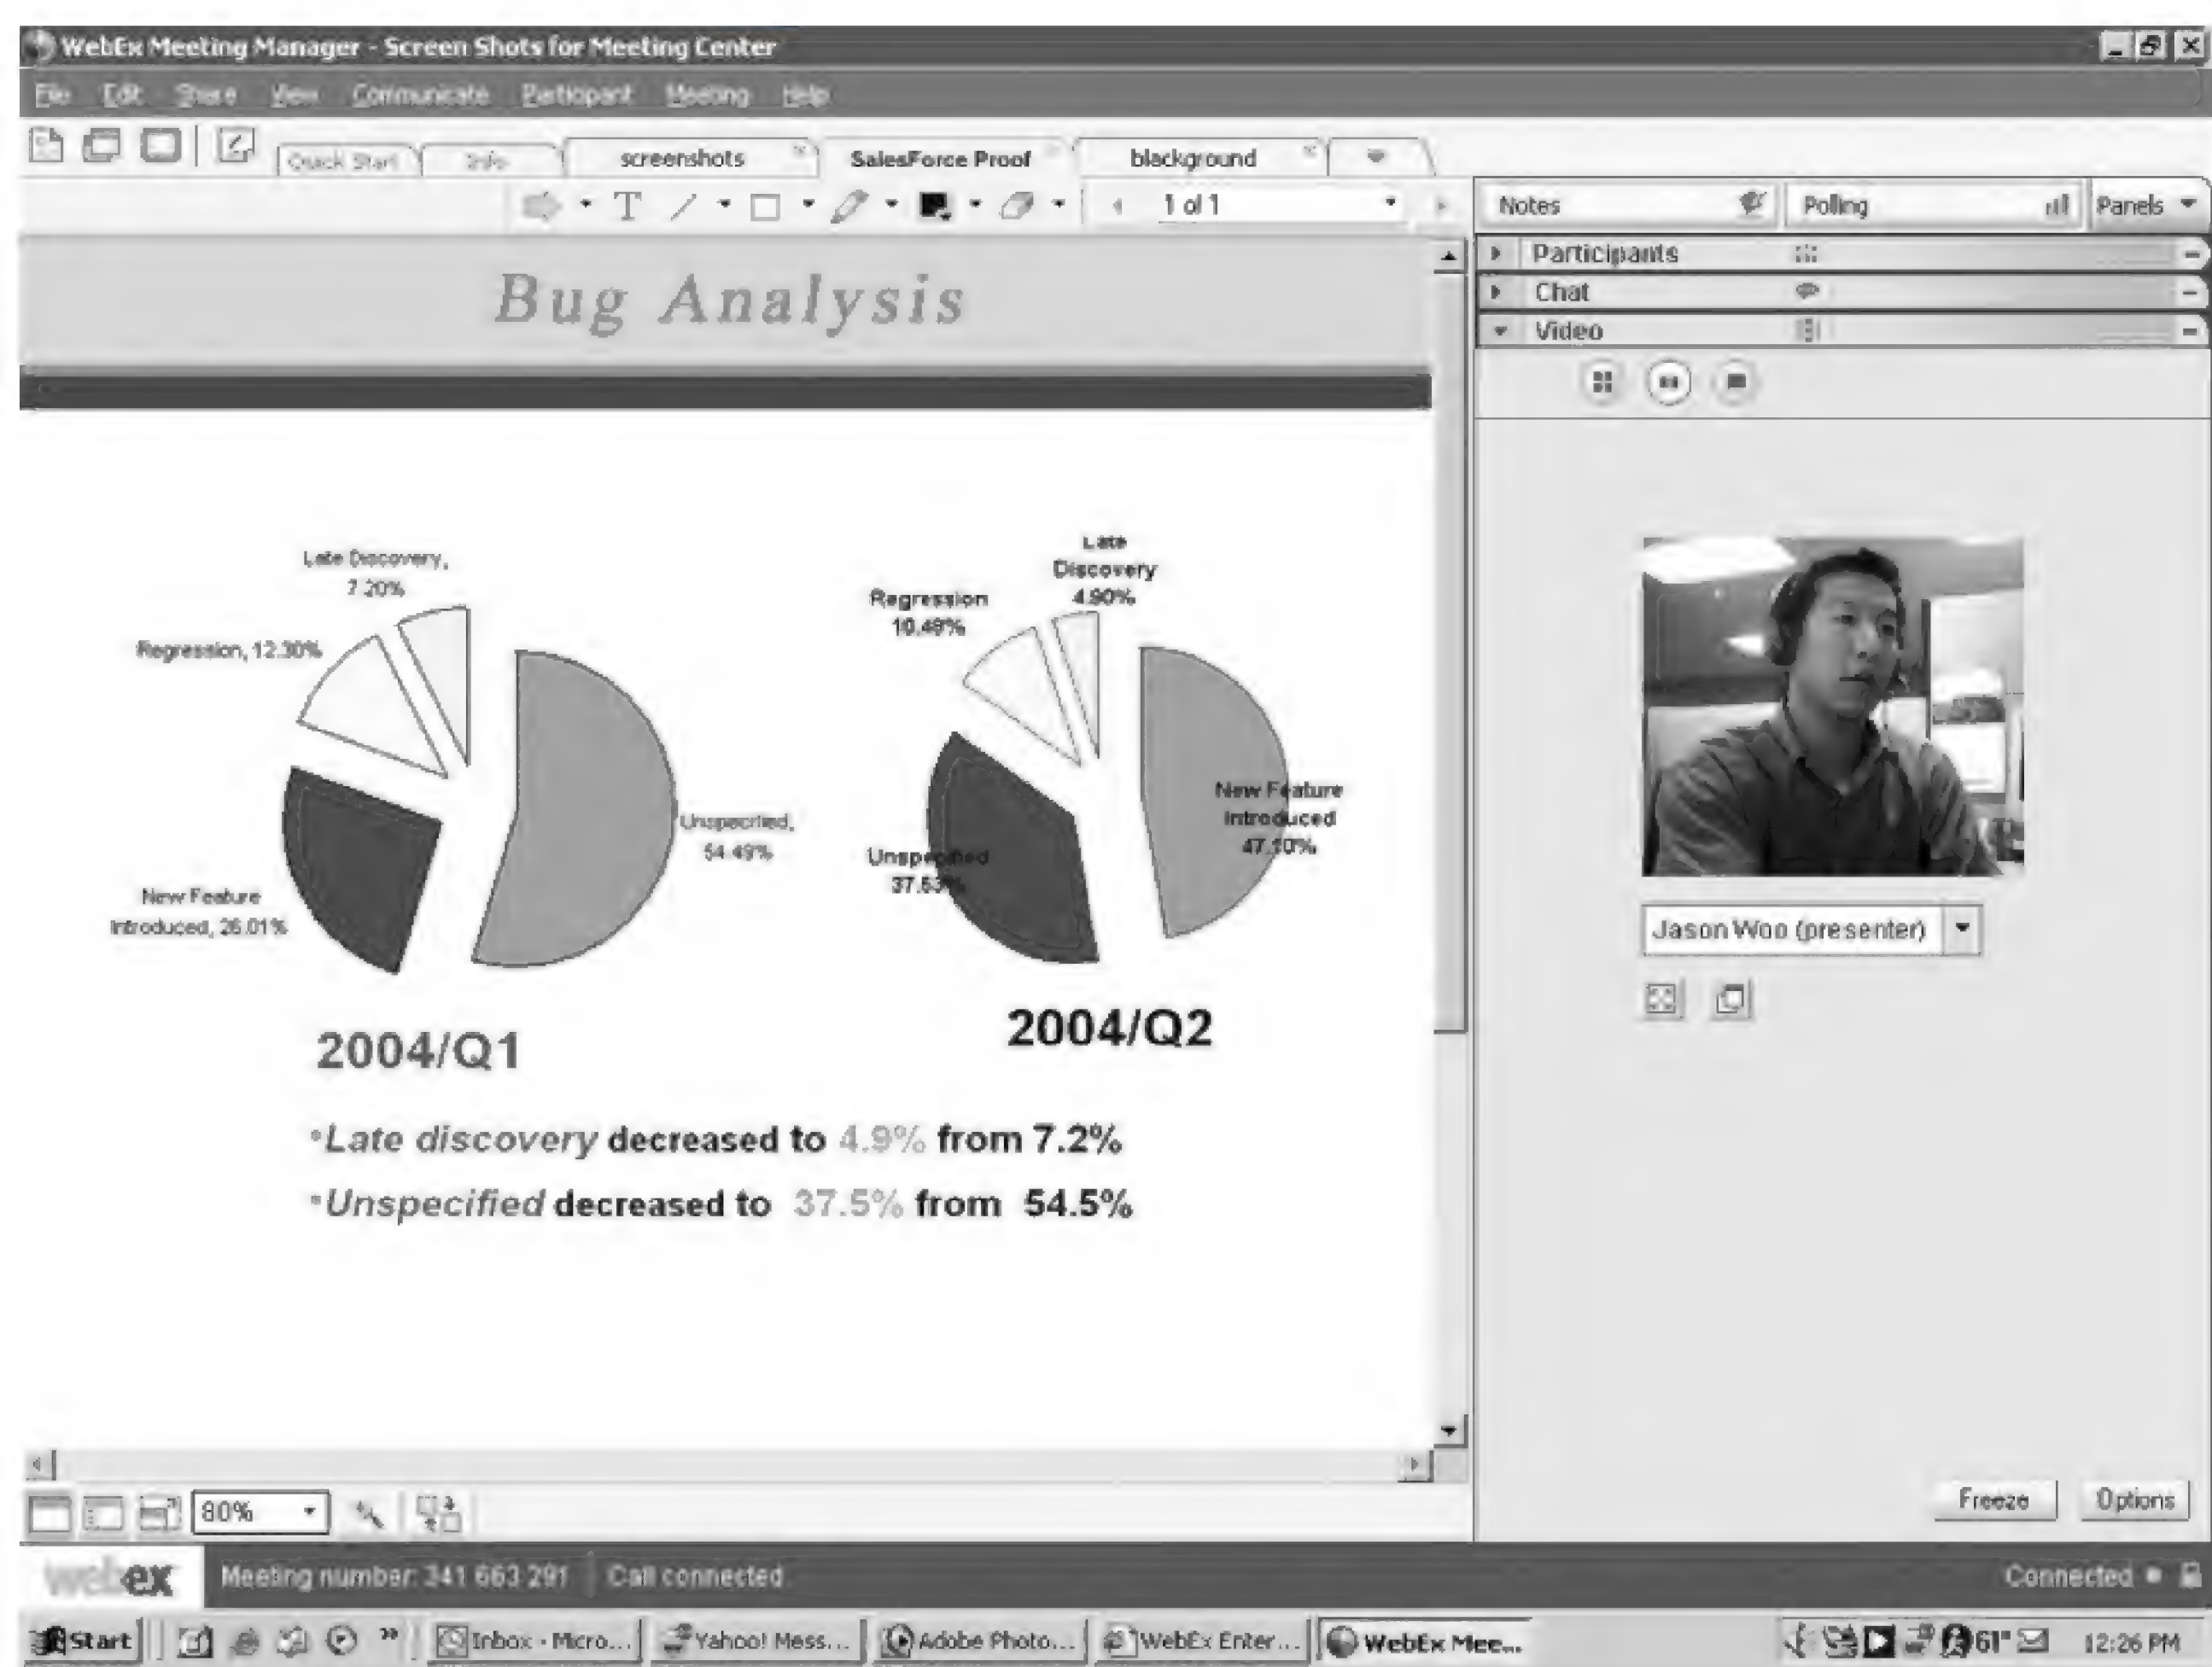 WebEx Meeting Manager - Screen Shots for Meeting Center
File Edit Share View Communicate Participant Meeting Help
Quick Start Info screenshots SalesForce Proof blackground
T 1 of 1
Notes Polling Panels
Participants
Chat
Video
Bug Analysis
Late Discovery,
7.20%
Regression, 12.30%
Unspecified,
54.49%
New Feature
Introduced, 26.01%
2004/Q1
Late
Discovery
4.90%
Regression
10.49%
New Feature
Introduced
47.10%
Unspecified
2004/Q2
•Late discovery decreased to 4.9% from 7.2%
•Unspecified decreased to 37.5% from 54.5%
Jason Woo (presenter)
Freeze Options
80%
webex Meeting number: 341 663 291 Call connected
Connected
Start » Inbox - Micro... Yahoo! Mess... Adobe Photo... WebEx Enter... WebEx Mee... 61° 12:26 PM